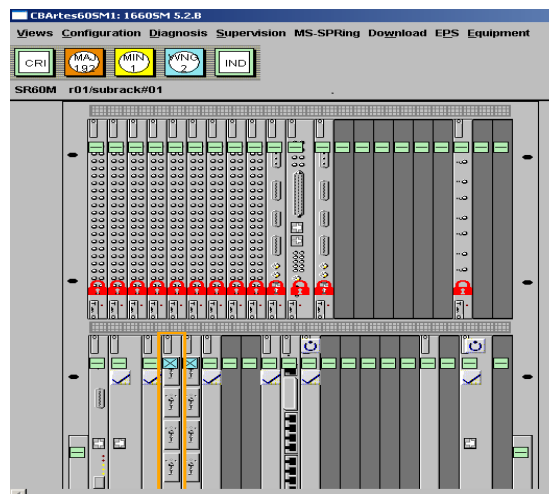 CBArtes60SM1: 1660SM 5.2.B
Views Configuration Diagnosis Supervision MS-SPRing Download EPS Equipment
CRI MAJ 192 MIN 1 WNG 2 IND
SR60M r01/subrack#01